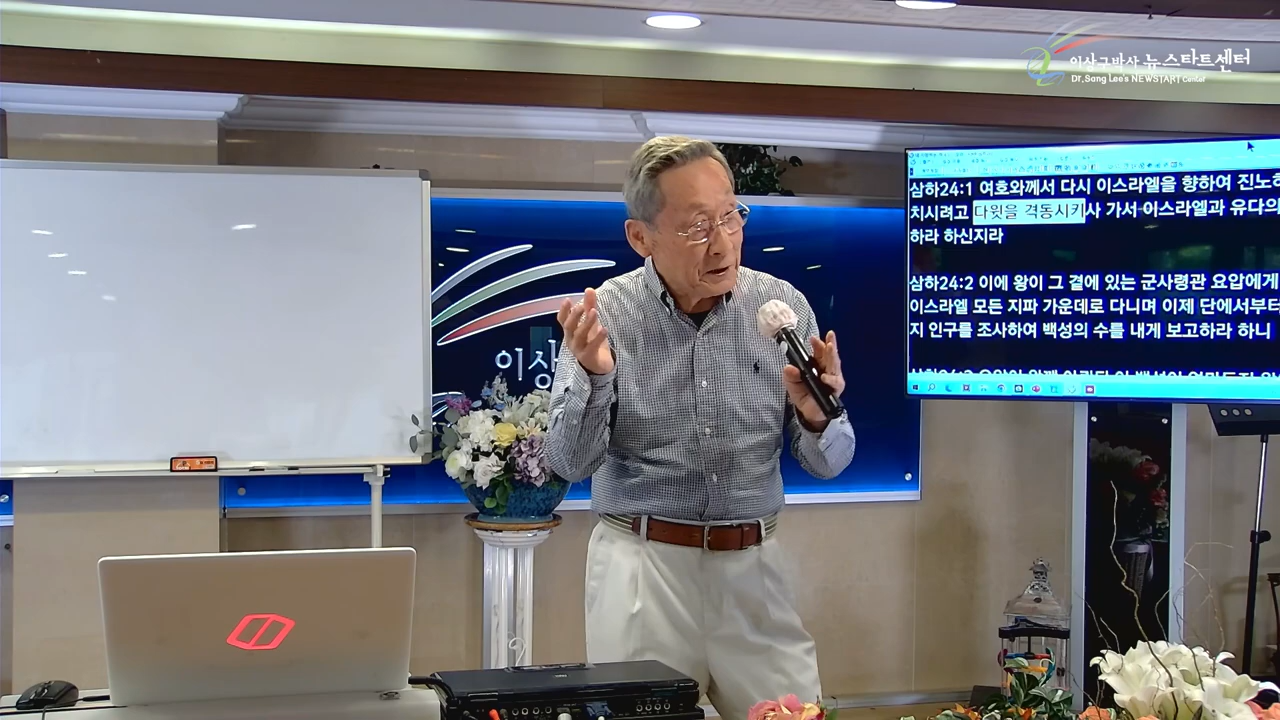 이상구박사 뉴스타트센터
Dr. Sang Lee's NEWSTART Center
삼하24:1 여호와께서 다시 이스라엘을 향하여 진노하
치시려고 다윗을 격동시키사 가서 이스라엘과 유다의
하라 하신지라
삼하24:2 이에 왕이 그 곁에 있는 군사령관 요압에게
이스라엘 모든 지파 가운데로 다니며 이제 단에서부터
지 인구를 조사하여 백성의 수를 내게 보고하라 하니
이상